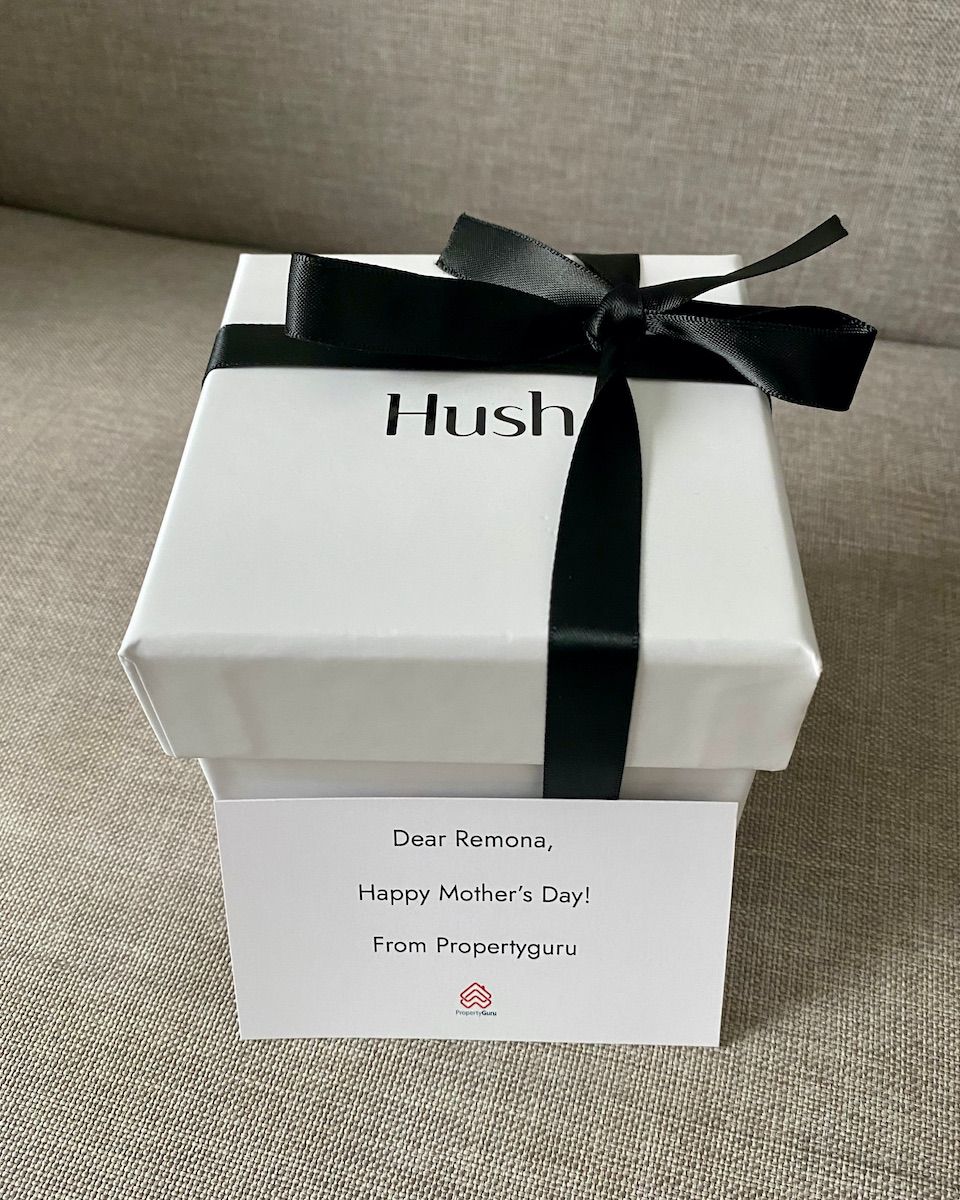 Hush
Dear Remona,
Happy Mother's Day!
From Propertyguru
PropertyGuru